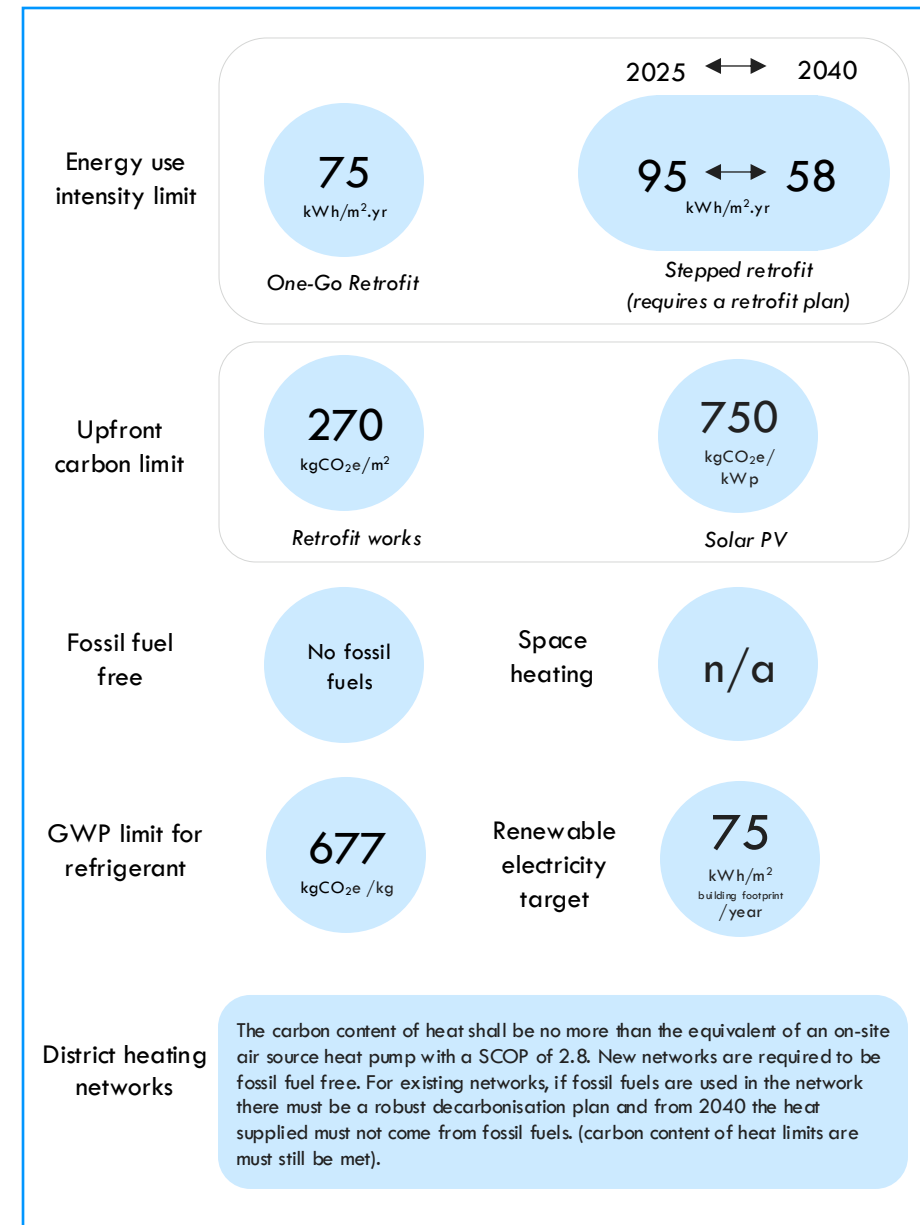 2025 ↔ 2040
Energy use
intensity limit
75
kWh/m².yr
One-Go Retrofit
95 ↔ 58
kWh/m².yr
Stepped retrofit
(requires a retrofit plan)
Upfront
carbon limit
270
kgCO₂e/m²
Retrofit works
750
kgCO₂e/
kWp
Solar PV
Fossil fuel
free
No fossil
fuels
Space
heating
n/a
GWP limit for
refrigerant
677
kgCO₂e /kg
Renewable
electricity
target
75
kWh/m²
building footprint
/year
District heating
networks
The carbon content of heat shall be no more than the equivalent of an on-site
air source heat pump with a SCOP of 2.8. New networks are required to be
fossil fuel free. For existing networks, if fossil fuels are used in the network
there must be a robust decarbonisation plan and from 2040 the heat
supplied must not come from fossil fuels. (carbon content of heat limits are
must still be met).